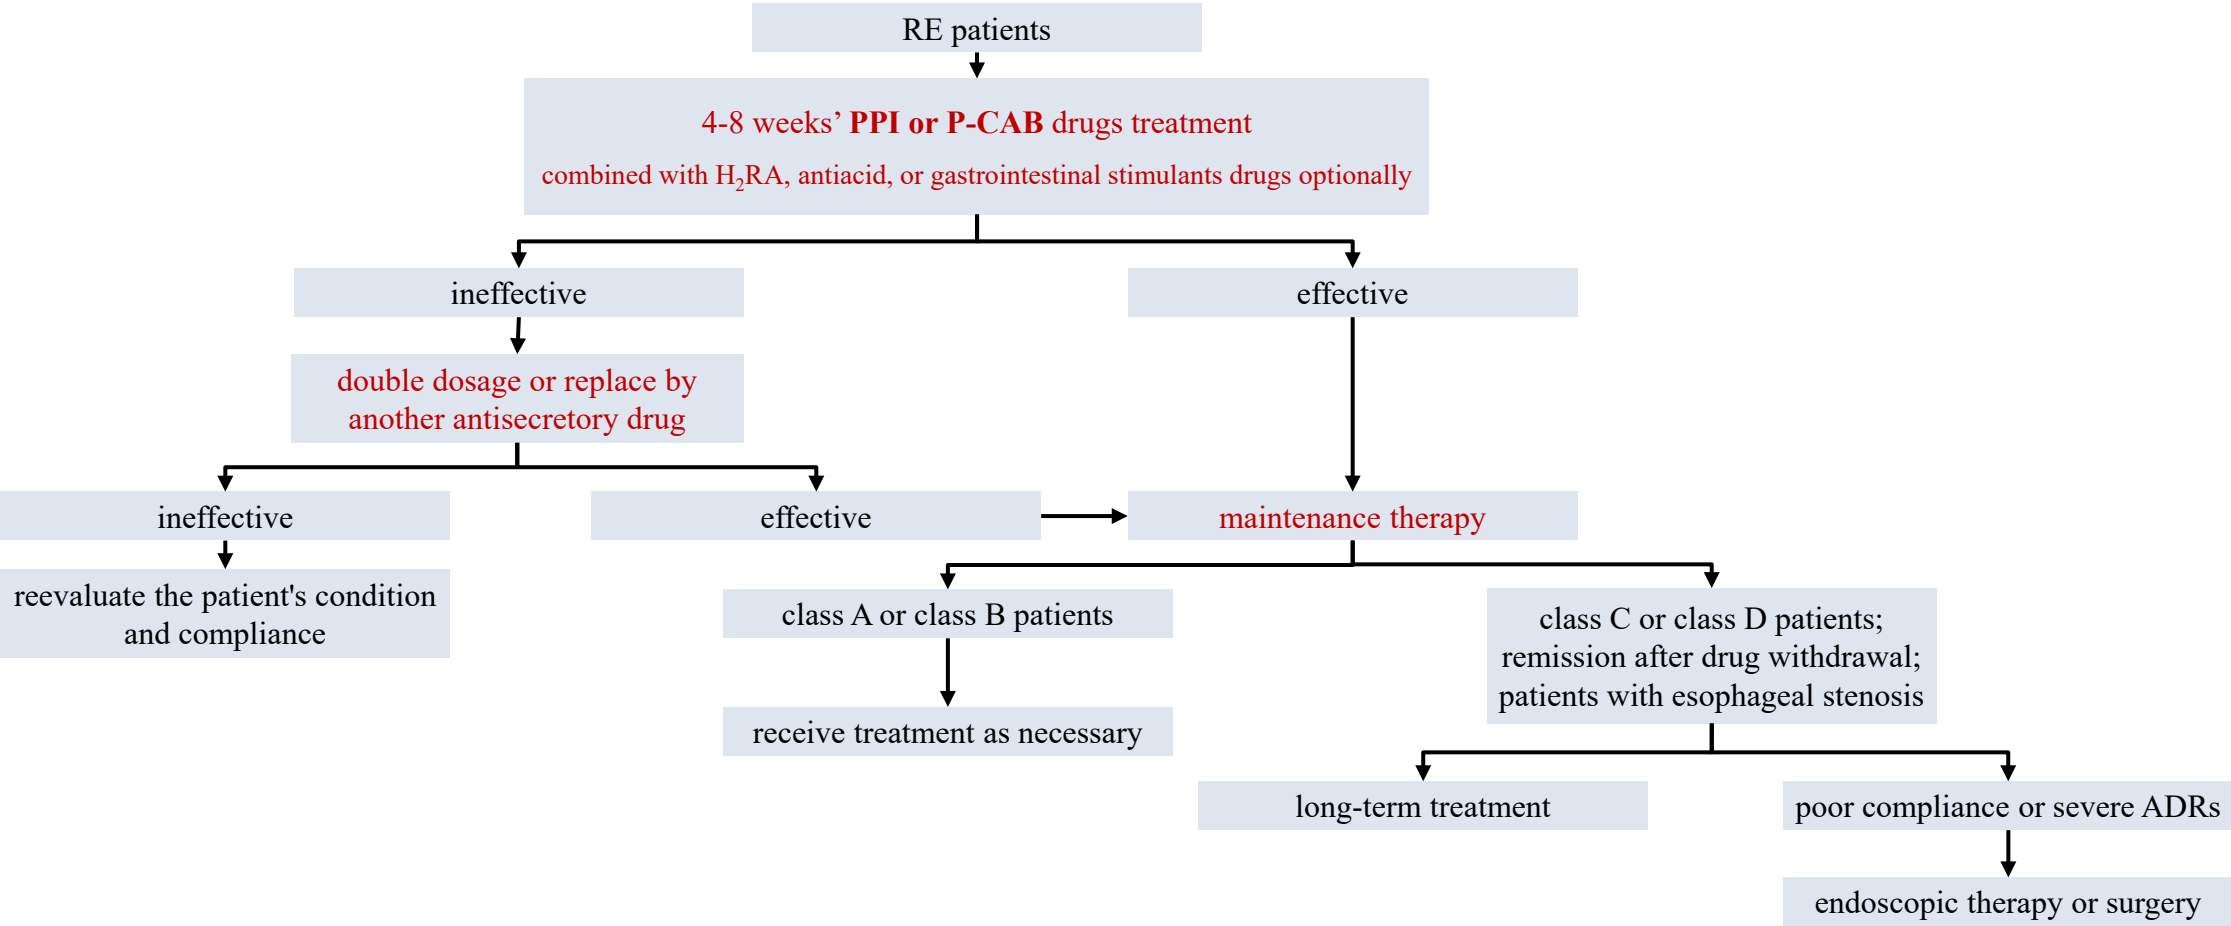 RE patients
4-8 weeks’ PPI or P-CAB drugs treatment
combined with H₂RA, antiacid, or gastrointestinal stimulants drugs optionally
ineffective
effective
double dosage or replace by
another antisecretory drug
ineffective
effective
maintenance therapy
reevaluate the patient's condition
and compliance
class A or class B patients
class C or class D patients;
remission after drug withdrawal;
patients with esophageal stenosis
receive treatment as necessary
long-term treatment
poor compliance or severe ADRs
endoscopic therapy or surgery